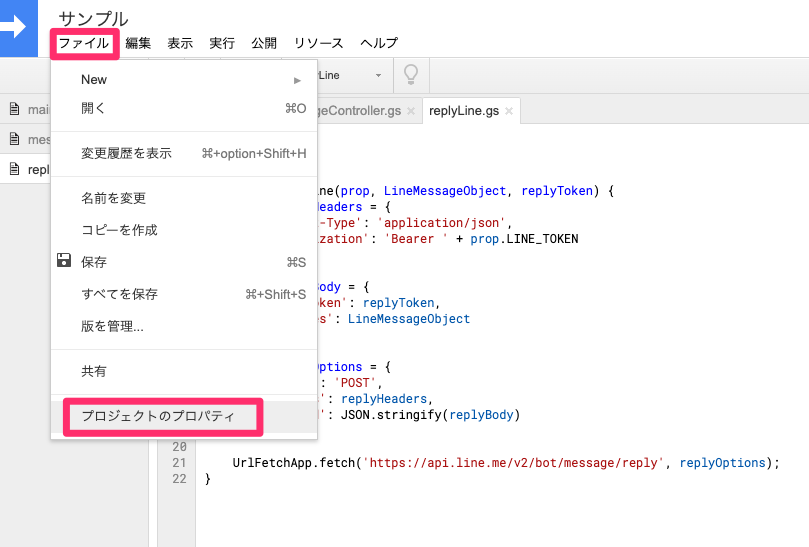 サンプル
ファイル 編集 表示 実行 公開 リソース ヘルプ
New ▶
開く ⌘O
変更履歴を表示 ⌘+option+Shift+H
名前を変更
コピーを作成
保存 ⌘S
すべてを保存 ⌘+Shift+S
版を管理...
共有
プロジェクトのプロパティ
Line
mai
mes
repl
geController.gs ×
replyLine.gs ×
ine(prop, LineMessageObject, replyToken) {
eaders = {
-Type': 'application/json',
ization': 'Bearer ' + prop.LINE_TOKEN
ody = {
oken': replyToken,
es': LineMessageObject
Options = {
': 'POST',
s': replyHeaders,
d': JSON.stringify(replyBody)
20
21 UrlFetchApp.fetch('https://api.line.me/v2/bot/message/reply', replyOptions);
22 }